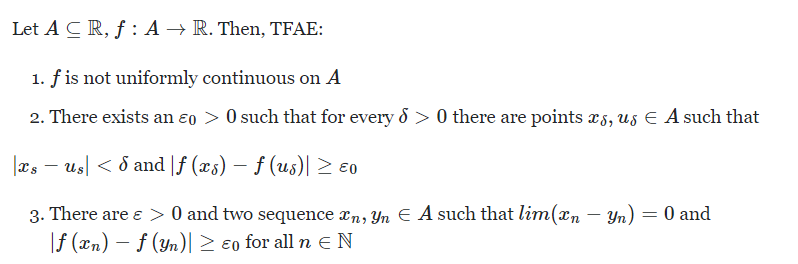 Let A ⊆ ℝ, f : A → ℝ. Then, TFAE:
1. f is not uniformly continuous on A
2. There exists an ε₀ > 0 such that for every δ > 0 there are points x_δ, u_δ ∈ A such that
|x_s − u_s| < δ and |f (x_δ) − f (u_δ)| ≥ ε₀
3. There are ε > 0 and two sequence x_n, y_n ∈ A such that lim(x_n − y_n) = 0 and
|f (x_n) − f (y_n)| ≥ ε₀ for all n ∈ ℕ